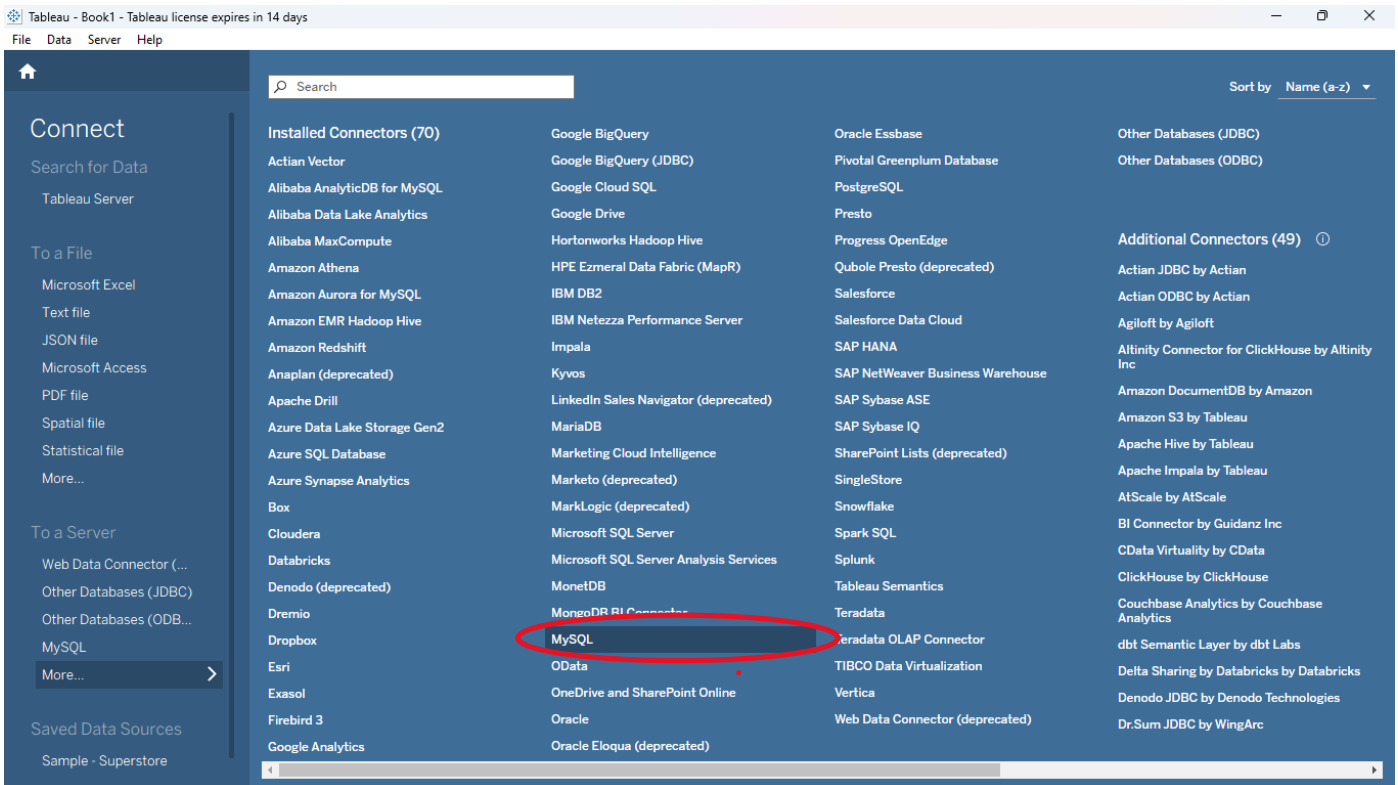 Tableau - Book1 - Tableau license expires in 14 days
File Data Server Help
Connect
Search for Data
Tableau Server
To a File
Microsoft Excel
Text file
JSON file
Microsoft Access
PDF file
Spatial file
Statistical file
More...
To a Server
Web Data Connector (...
Other Databases (JDBC)
Other Databases (ODB...
MySQL
More...
Saved Data Sources
Sample - Superstore
Search
Sort by Name (a-z)
Installed Connectors (70)
Actian Vector
Alibaba AnalyticDB for MySQL
Alibaba Data Lake Analytics
Alibaba MaxCompute
Amazon Athena
Amazon Aurora for MySQL
Amazon EMR Hadoop Hive
Amazon Redshift
Anaplan (deprecated)
Apache Drill
Azure Data Lake Storage Gen2
Azure SQL Database
Azure Synapse Analytics
Box
Cloudera
Databricks
Denodo (deprecated)
Dremio
Dropbox
Esri
Exasol
Firebird 3
Google Analytics
Google BigQuery
Google BigQuery (JDBC)
Google Cloud SQL
Google Drive
Hortonworks Hadoop Hive
HPE Ezmeral Data Fabric (MapR)
IBM DB2
IBM Netezza Performance Server
Impala
Kyvos
LinkedIn Sales Navigator (deprecated)
MariaDB
Marketing Cloud Intelligence
Marketo (deprecated)
MarkLogic (deprecated)
Microsoft SQL Server
Microsoft SQL Server Analysis Services
MonetDB
MongoDB BI Connector
MySQL
OData
OneDrive and SharePoint Online
Oracle
Oracle Eloqua (deprecated)
Oracle Essbase
Pivotal Greenplum Database
PostgreSQL
Presto
Progress OpenEdge
Qubole Presto (deprecated)
Salesforce
Salesforce Data Cloud
SAP HANA
SAP NetWeaver Business Warehouse
SAP Sybase ASE
SAP Sybase IQ
SharePoint Lists (deprecated)
SingleStore
Snowflake
Spark SQL
Splunk
Tableau Semantics
Teradata
Teradata OLAP Connector
TIBCO Data Virtualization
Vertica
Web Data Connector (deprecated)
Other Databases (JDBC)
Other Databases (ODBC)
Additional Connectors (49)
Actian JDBC by Actian
Actian ODBC by Actian
Agiloft by Agiloft
Altinity Connector for ClickHouse by Altinity
Inc
Amazon DocumentDB by Amazon
Amazon S3 by Tableau
Apache Hive by Tableau
Apache Impala by Tableau
AtScale by AtScale
BI Connector by Guidanz Inc
CData Virtuality by CData
ClickHouse by ClickHouse
Couchbase Analytics by Couchbase
Analytics
dbt Semantic Layer by dbt Labs
Delta Sharing by Databricks by Databricks
Denodo JDBC by Denodo Technologies
Dr.Sum JDBC by WingArc